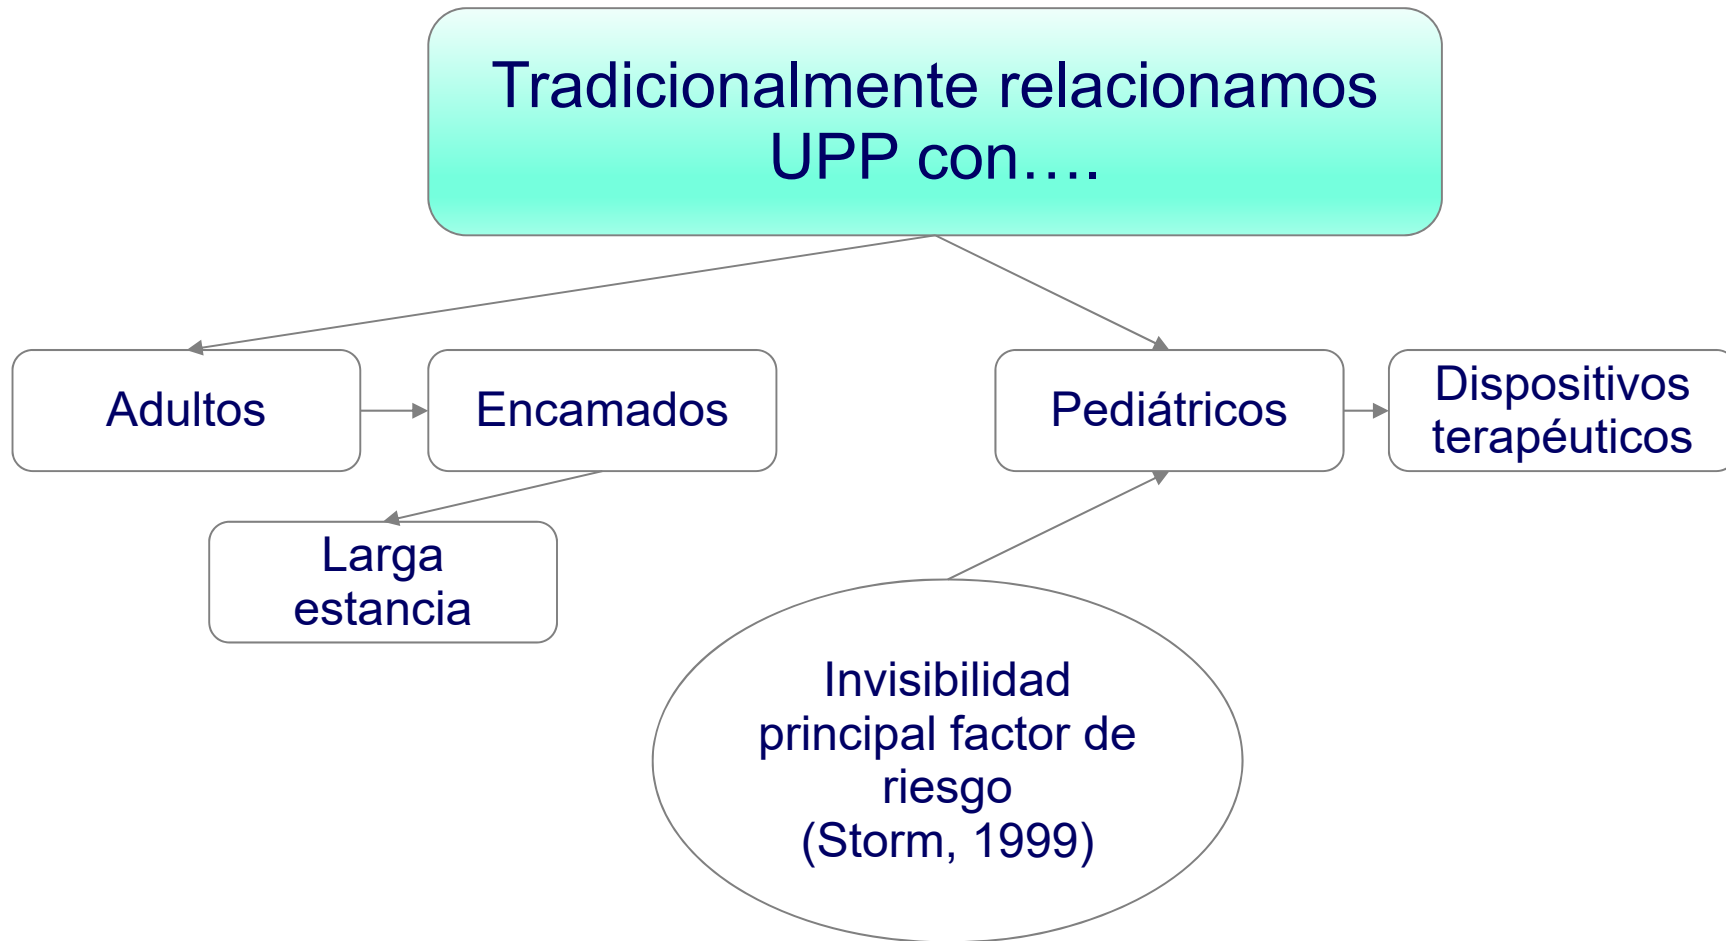 Tradicionalmente relacionamos
UPP con….
Adultos
Encamados
Pediátricos
Dispositivos
terapéuticos
Larga
estancia
Invisibilidad
principal factor de
riesgo
(Storm, 1999)